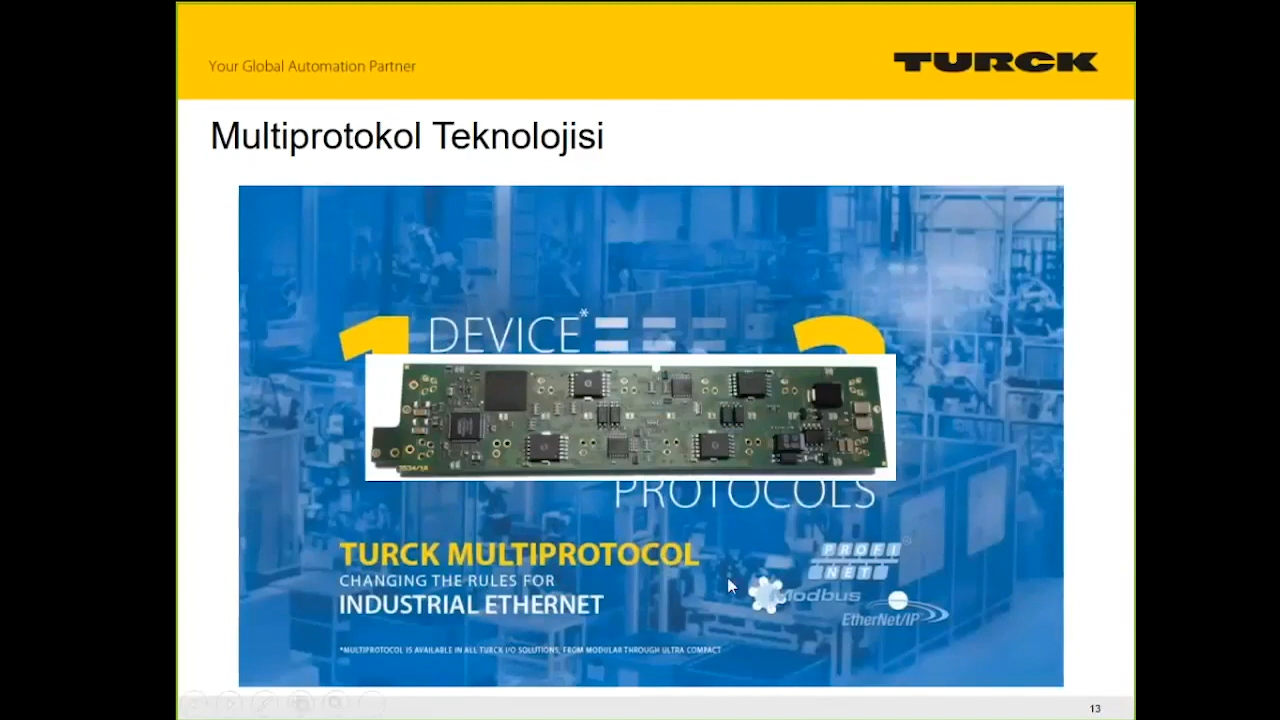 Your Global Automation Partner
TURCK
Multiprotokol Teknolojisi
1 DEVICE*
PROTOCOLS
TURCK MULTIPROTOCOL
CHANGING THE RULES FOR
INDUSTRIAL ETHERNET
PROFI
NET
Modbus
EtherNet/IP
*MULTIPROTOCOL IS AVAILABLE IN ALL TURCK I/O SOLUTIONS, FROM MODULAR THROUGH ULTRA COMPACT
13